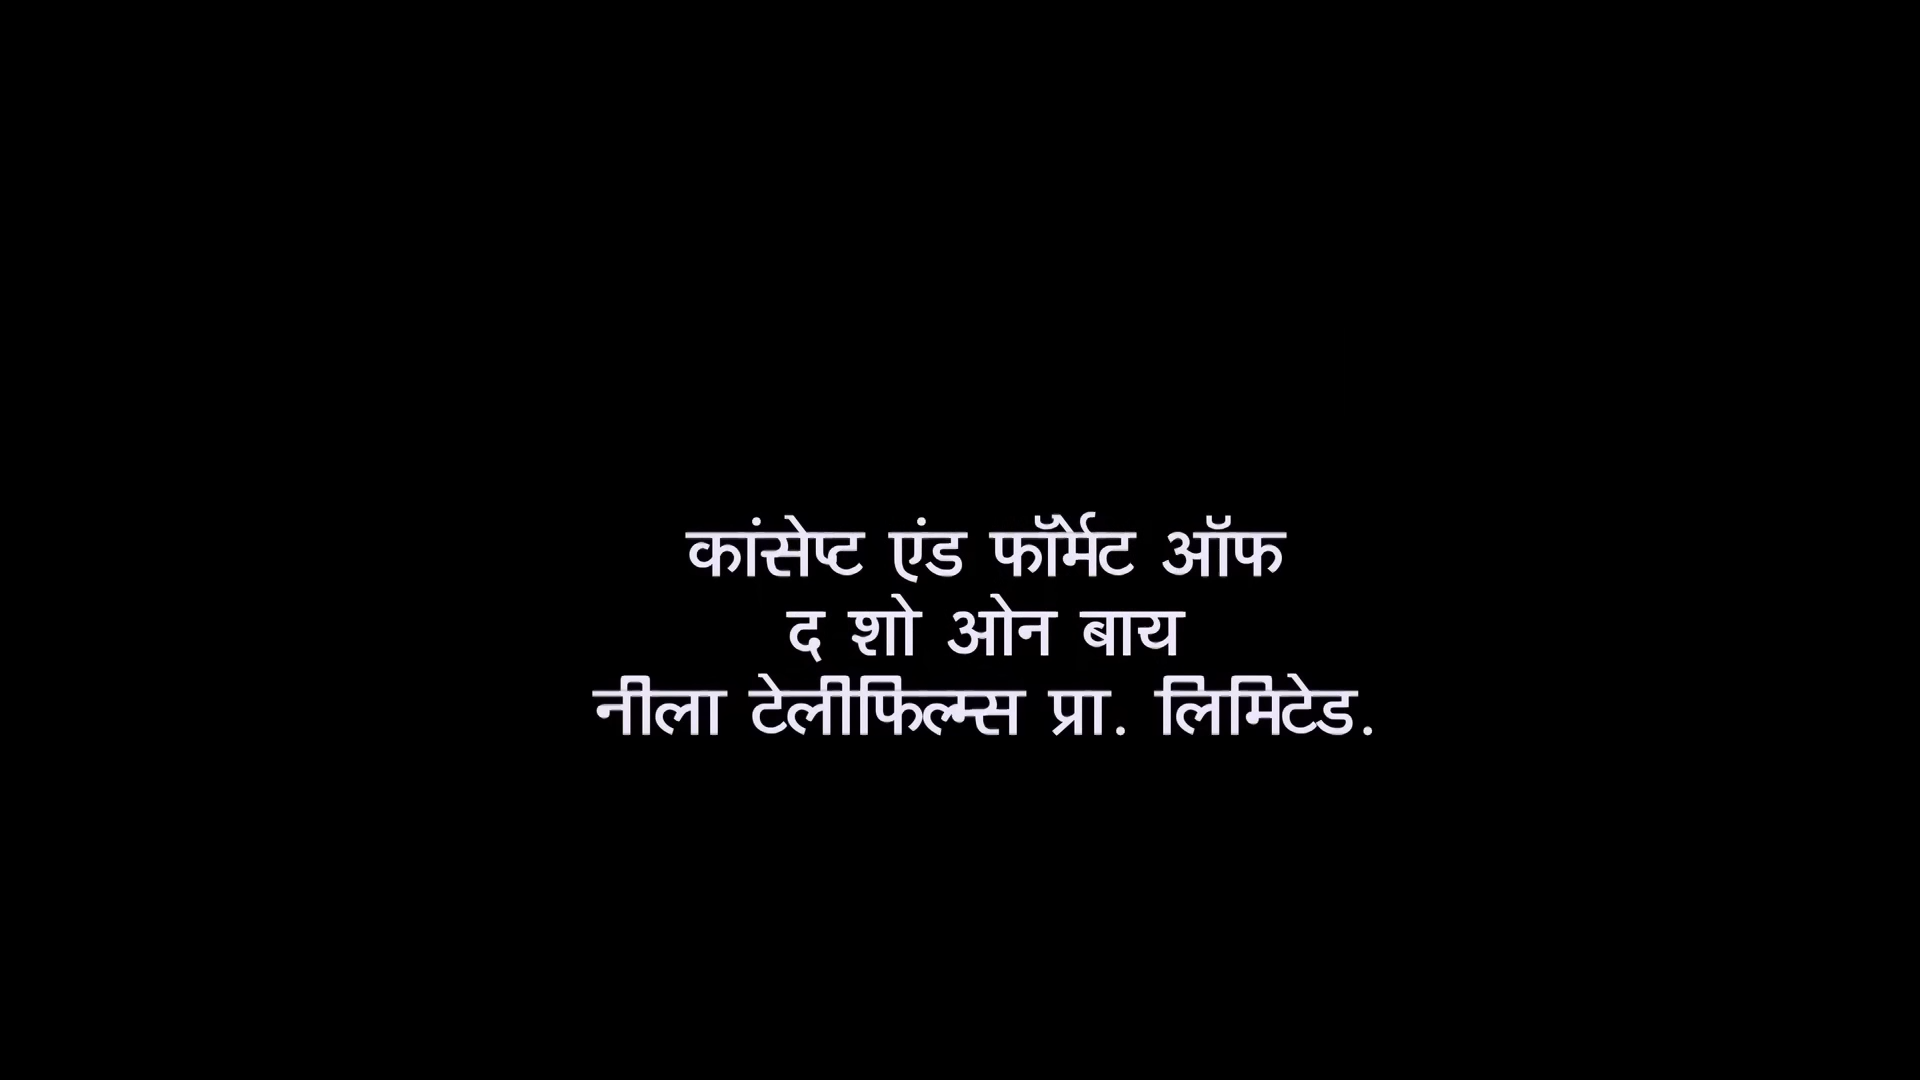 कांसेप्ट एंड फॉर्मेट ऑफ
द शो ओन बाय
नीला टेलीफिल्म्स प्रा. लिमिटेड.